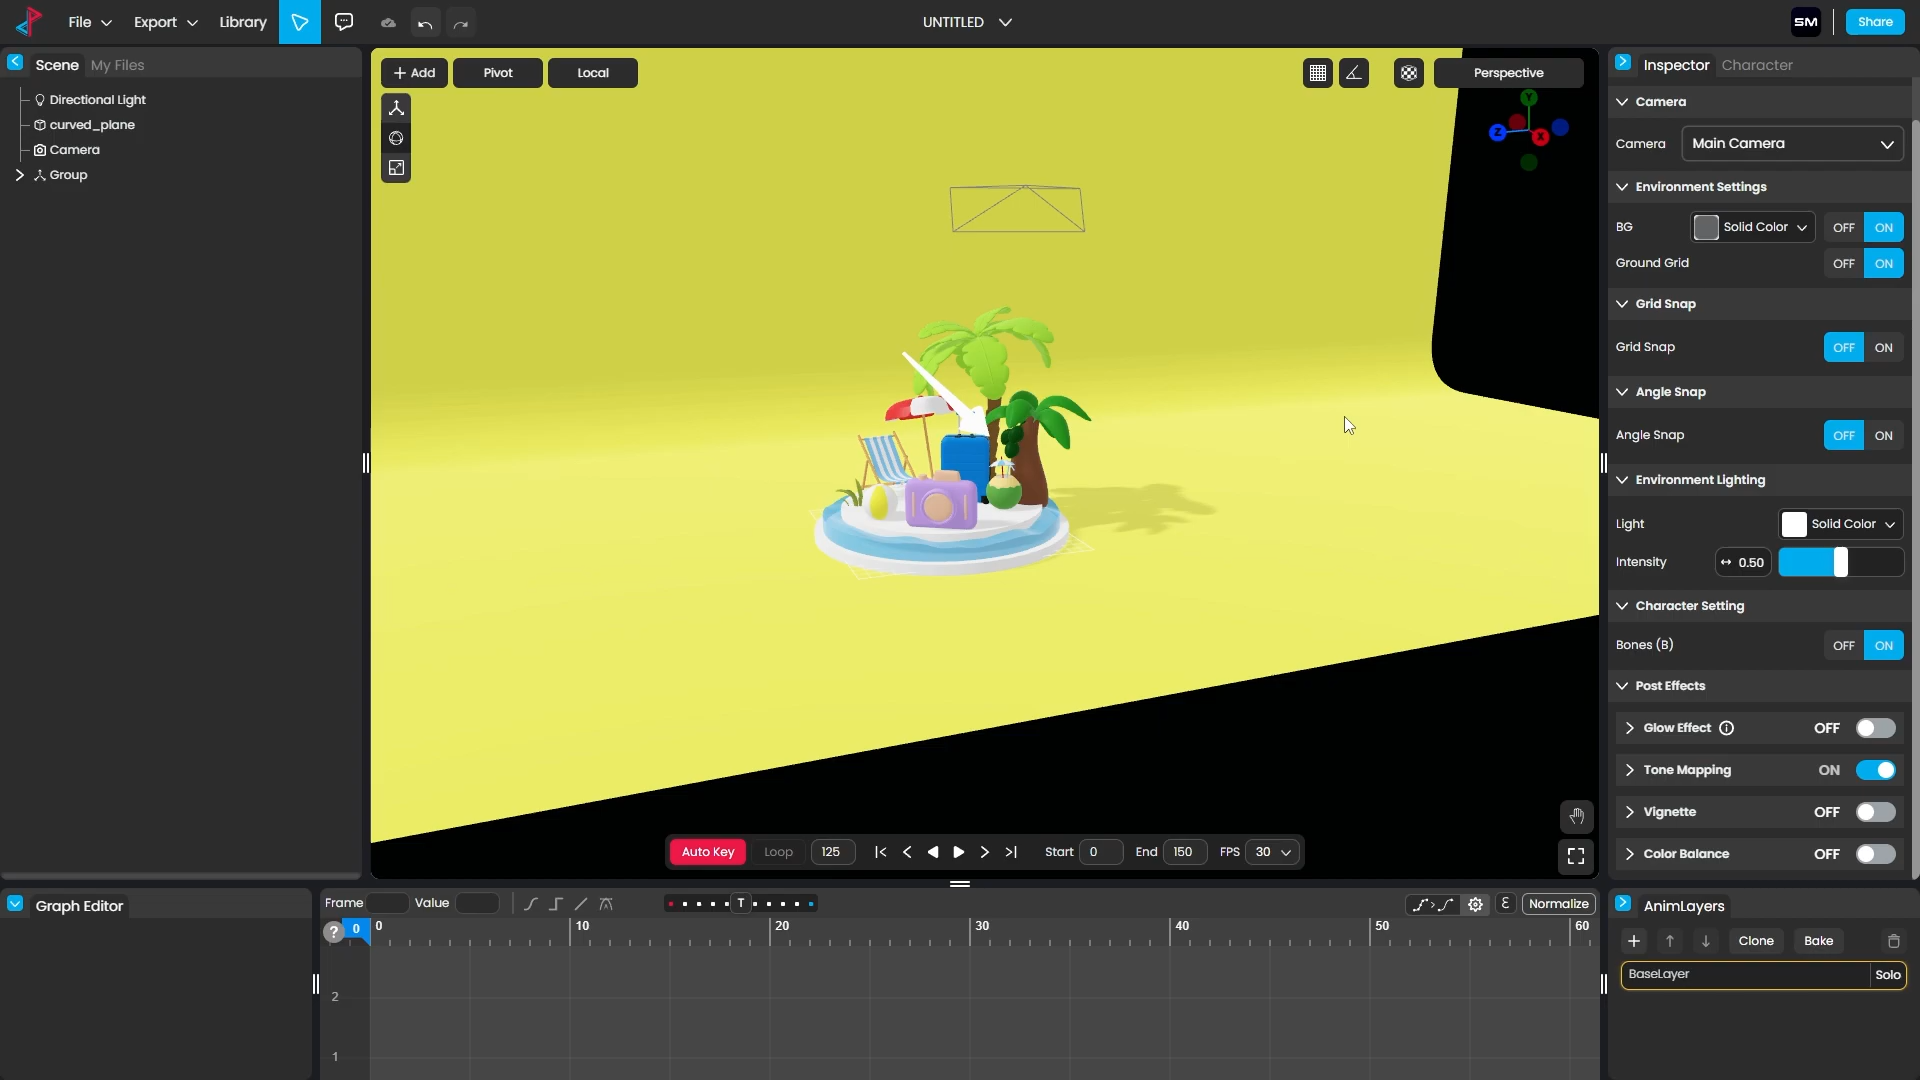 File
Export
Library
UNTITLED
SM
Share
Scene
My Files
Directional Light
curved_plane
Camera
Group
+ Add
Pivot
Local
Perspective
Y
Z
X
Inspector
Character
Camera
Camera
Main Camera
Environment Settings
BG
Solid Color
OFF
ON
Ground Grid
OFF
ON
Grid Snap
Grid Snap
OFF
ON
Angle Snap
Angle Snap
OFF
ON
Environment Lighting
Light
Solid Color
Intensity
0.50
Character Setting
Bones (B)
OFF
ON
Post Effects
Glow Effect
OFF
Tone Mapping
ON
Vignette
OFF
Color Balance
OFF
Auto Key
Loop
125
Start
0
End
150
FPS
30
Graph Editor
Frame
Value
T
Normalize
?
0
0
10
20
30
40
50
60
2
1
AnimLayers
Clone
Bake
BaseLayer
Solo